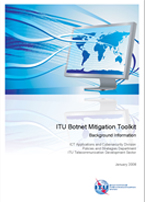 ITU Botnet Mitigation Toolkit
Background Information
ICT Applications and Cybersecurity Division
Policies and Strategies Department
ITU Telecommunication Development Sector
January 2008